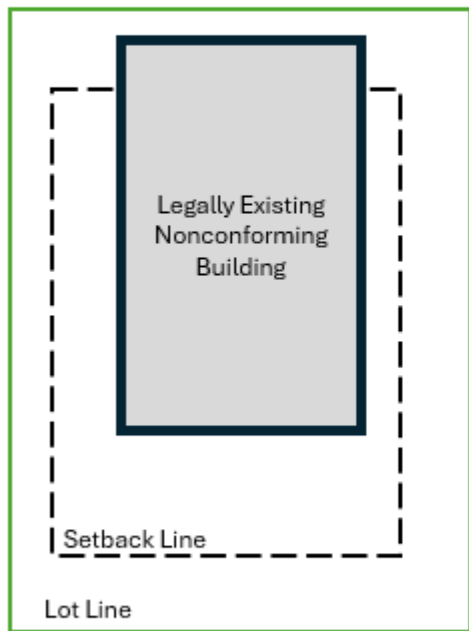 Legally Existing
Nonconforming
Building
Setback Line
Lot Line